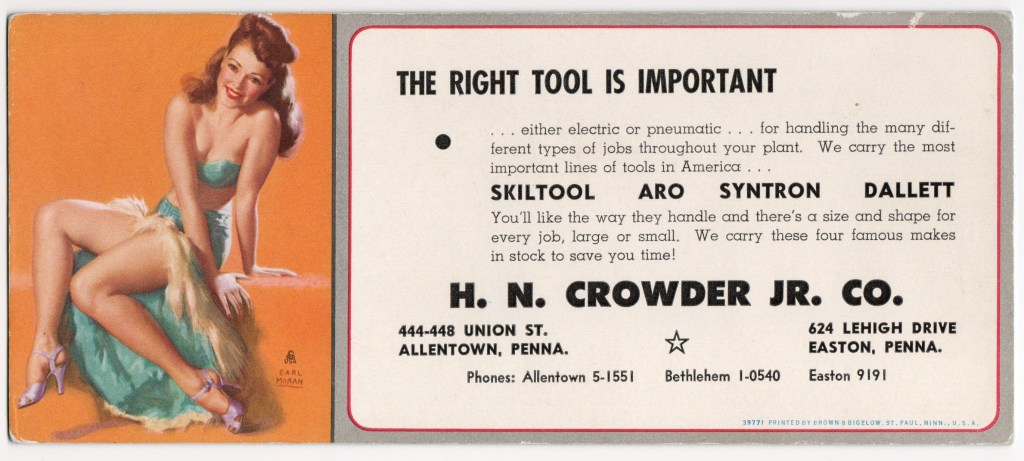 THE RIGHT TOOL IS IMPORTANT
. . . either electric or pneumatic . . . for handling the many dif-
ferent types of jobs throughout your plant. We carry the most
important lines of tools in America . . .
SKILTOOL ARO SYNTRON DALLETT
You'll like the way they handle and there's a size and shape for
every job, large or small. We carry these four famous makes
in stock to save you time!
H. N. CROWDER JR. CO.
444-448 UNION ST.
ALLENTOWN, PENNA.
624 LEHIGH DRIVE
EASTON, PENNA.
Phones: Allentown 5-1551 Bethlehem 1-0540 Easton 9191
EARL
MORAN
39771 PRINTED BY BROWN & BIGELOW, ST. PAUL, MINN., U.S.A.